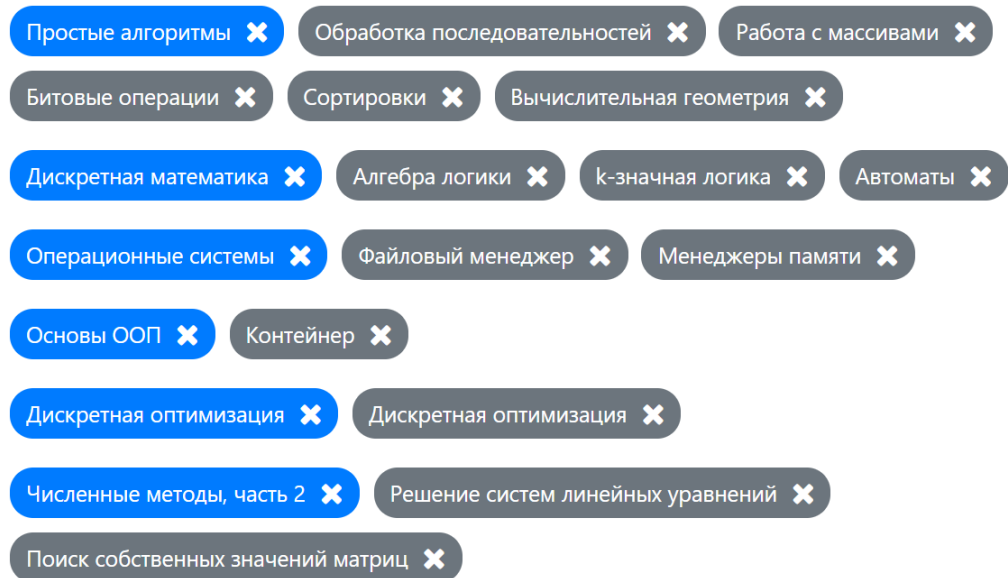 Простые алгоритмы ✖ Обработка последовательностей ✖ Работа с массивами ✖
Битовые операции ✖ Сортировки ✖ Вычислительная геометрия ✖
Дискретная математика ✖ Алгебра логики ✖ k-значная логика ✖ Автоматы ✖
Операционные системы ✖ Файловый менеджер ✖ Менеджеры памяти ✖
Основы ООП ✖ Контейнер ✖
Дискретная оптимизация ✖ Дискретная оптимизация ✖
Численные методы, часть 2 ✖ Решение систем линейных уравнений ✖
Поиск собственных значений матриц ✖